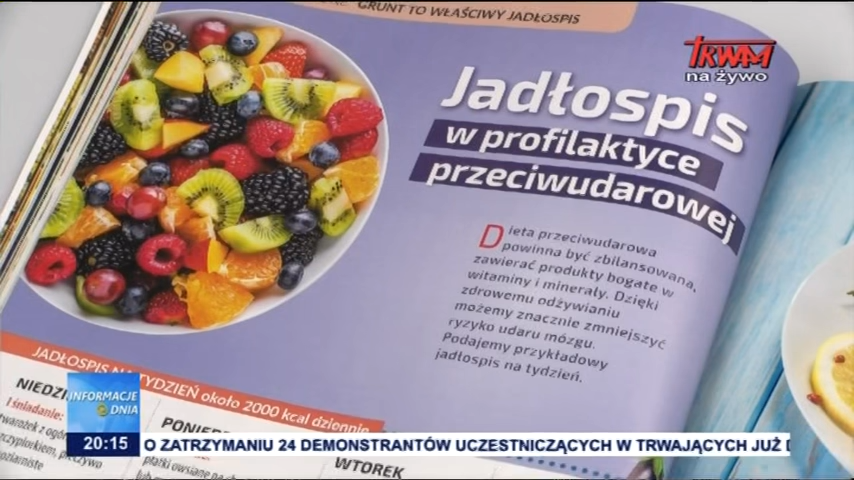 GRUNT TO WŁAŚCIWY JADŁOSPIS
TRWAM
na żywo
Jadłospis
w profilaktyce
przeciwudarowej
Dieta przeciwudarowa
powinna być zbilansowana,
zawierać produkty bogate w
witaminy i minerały. Dzięki
zdrowemu odżywianiu
możemy znacznie zmniejszyć
ryzyko udaru mózgu.
Podajemy przykładowy
jadłospis na tydzień.
JADŁOSPIS NA TYDZIEŃ około 2000 kcal dziennie
I śniadanie:
WTOREK
INFORMACJE
DNIA
20:15
O ZATRZYMANIU 24 DEMONSTRANTÓW UCZESTNICZĄCYCH W TRWAJĄCYCH JUŻ